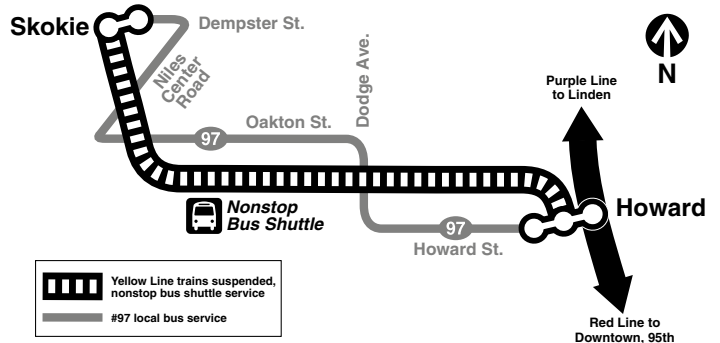 Skokie
Dempster St.
Niles
Center
Road
Dodge Ave.
N
Purple Line
to Linden
97
Oakton St.
Howard
Nonstop
Bus Shuttle
97
Howard St.
Yellow Line trains suspended,
nonstop bus shuttle service
#97 local bus service
Red Line to
Downtown, 95th